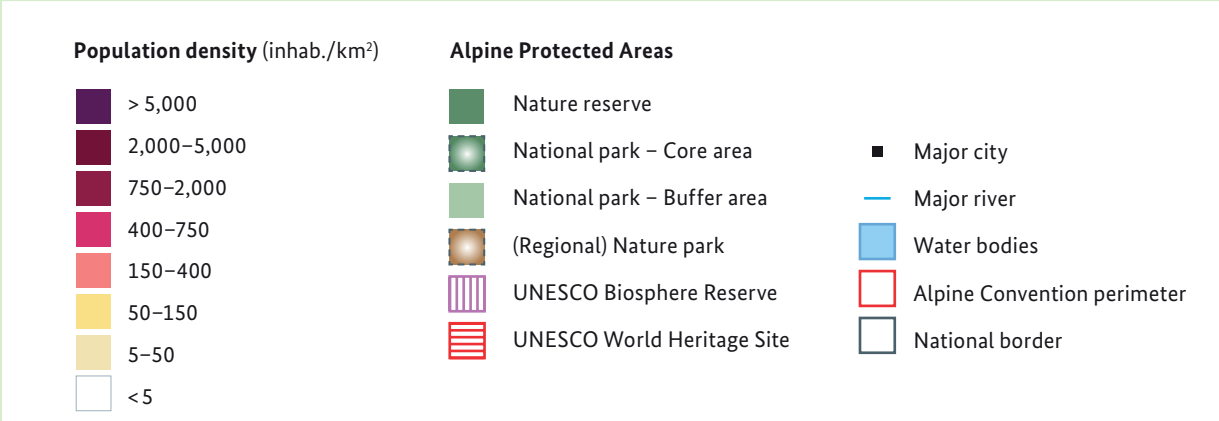 Population density (inhab./km²)
> 5,000
2,000–5,000
750–2,000
400–750
150–400
50–150
5–50
< 5
Alpine Protected Areas
Nature reserve
National park – Core area
National park – Buffer area
(Regional) Nature park
UNESCO Biosphere Reserve
UNESCO World Heritage Site
Major city
Major river
Water bodies
Alpine Convention perimeter
National border